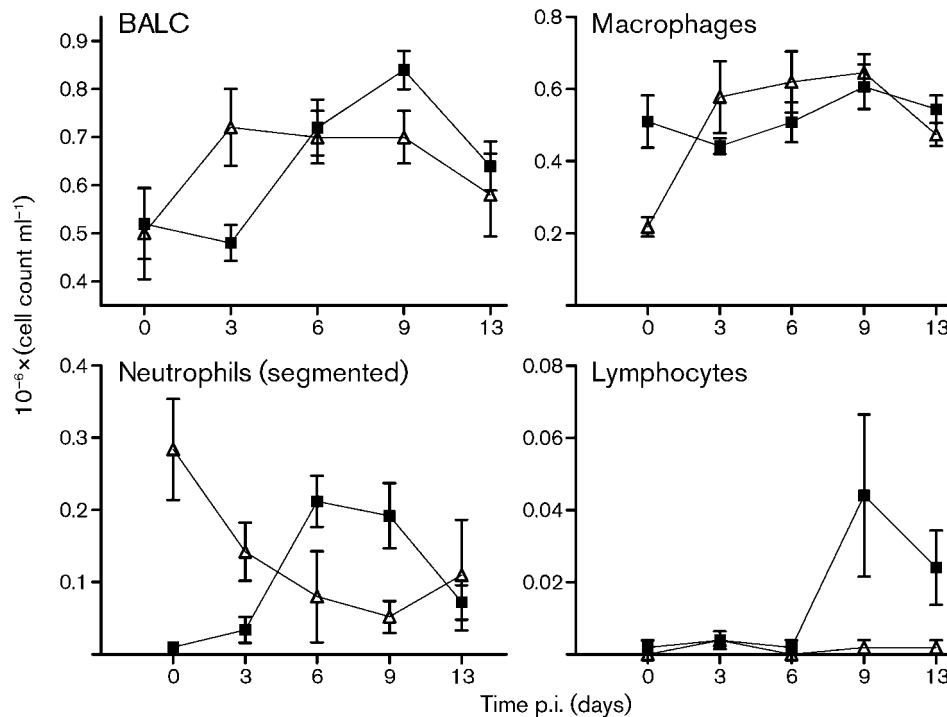 BALC
0.9
0.8
0.7
0.6
0.5
0.4
0 3 6 9 13
Macrophages
0.8
0.6
0.4
0.2
0 3 6 9 13
10⁻⁶×(cell count ml⁻¹)
Neutrophils (segmented)
0.4
0.3
0.2
0.1
0 3 6 9 13
Lymphocytes
0.08
0.06
0.04
0.02
0 3 6 9 13
Time p.i. (days)